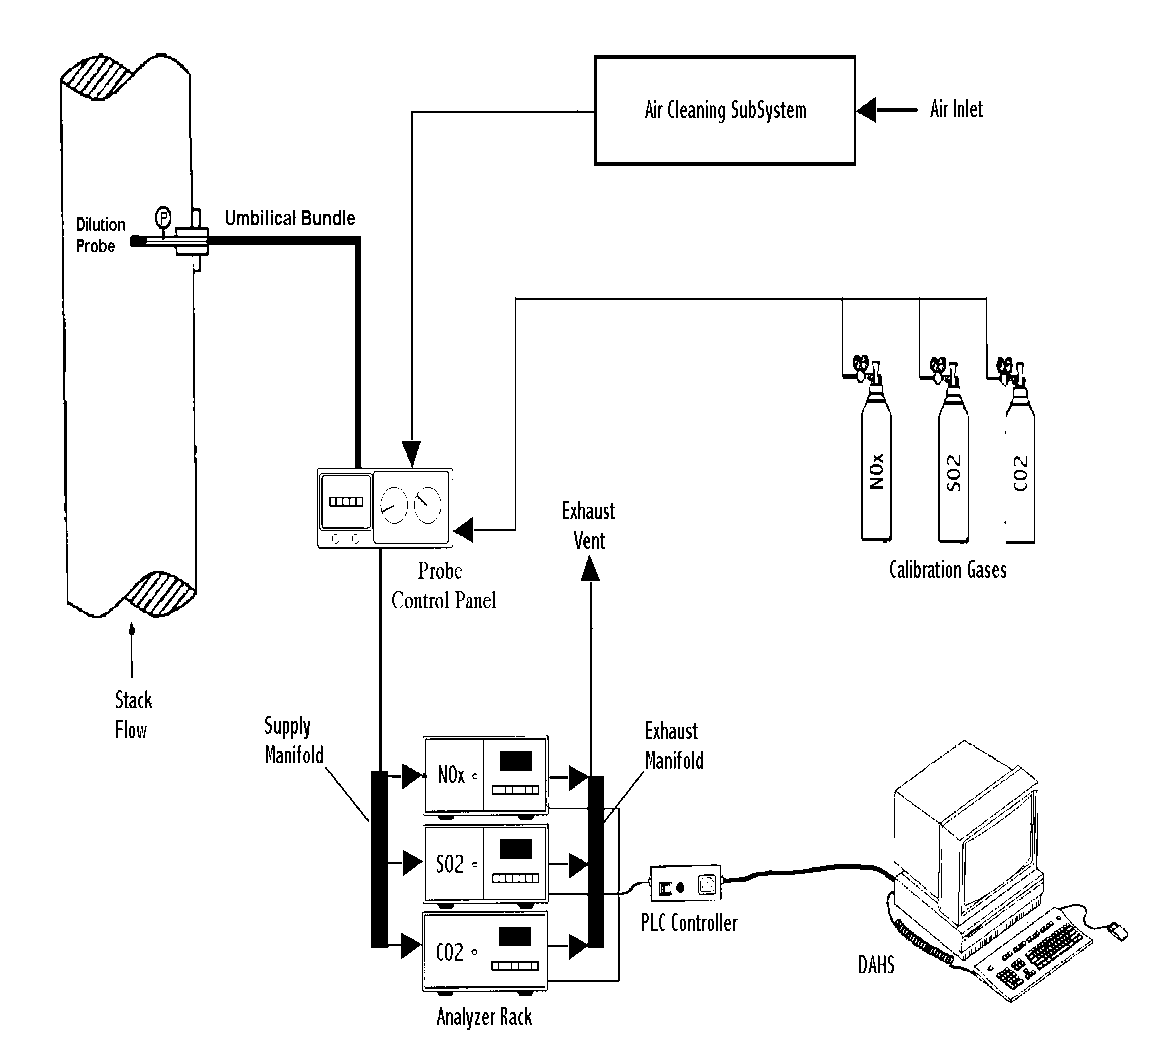 Air Cleaning SubSystem
Air Inlet
P
Umbilical Bundle
Dilution
Probe
NOx
SO2
CO2
Calibration Gases
Exhaust
Vent
Probe
Control Panel
Stack
Flow
Supply
Manifold
Exhaust
Manifold
NOx
SO2
CO2
PLC Controller
DAHS
Analyzer Rack